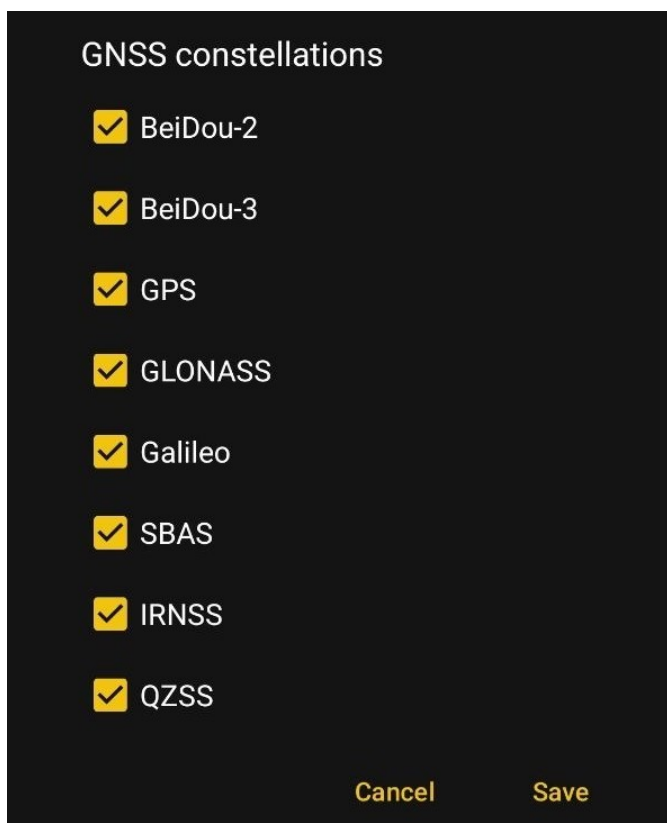 GNSS constellations
BeiDou-2
BeiDou-3
GPS
GLONASS
Galileo
SBAS
IRNSS
QZSS
Cancel Save